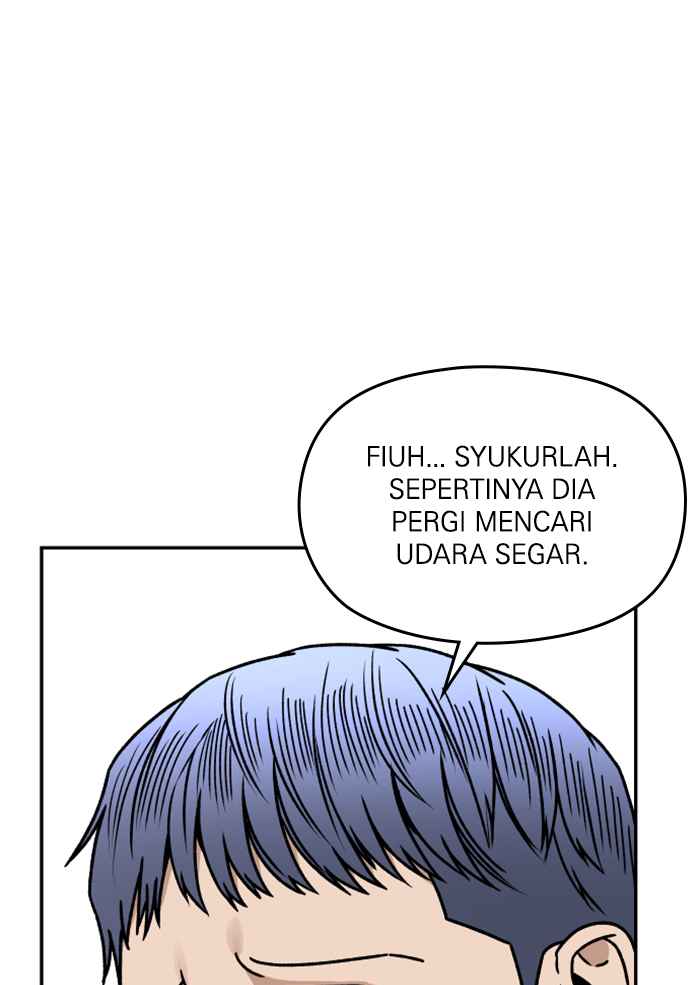 FIUH... SYUKURLAH.
SEPERTINYA DIA
PERGI MENCARI
UDARA SEGAR.